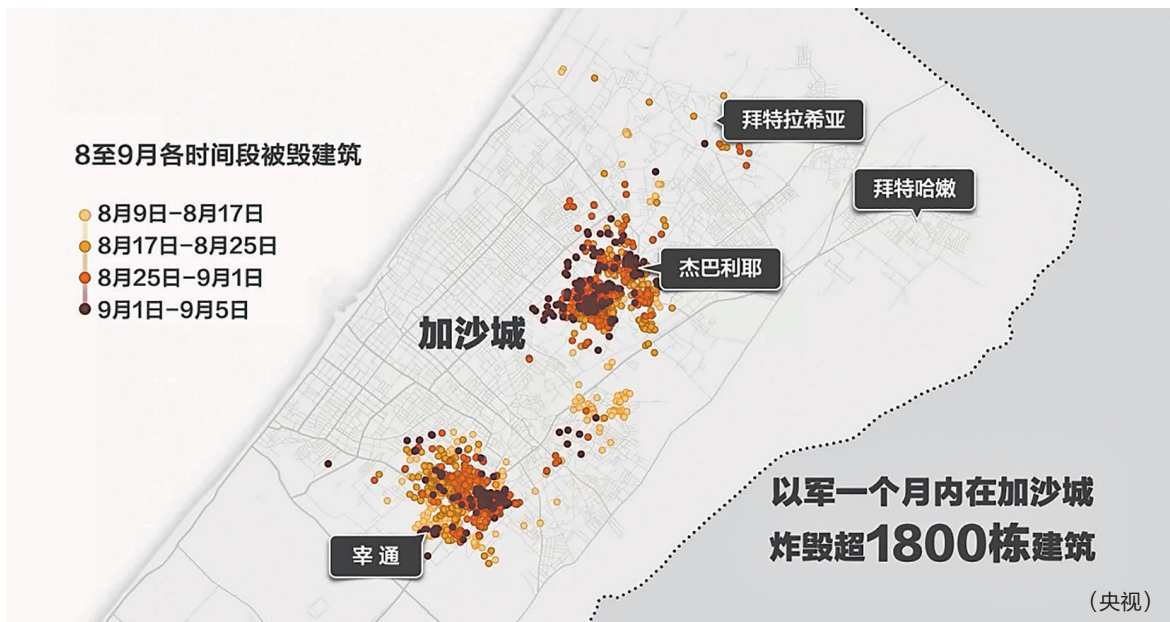 8至9月各时间段被毁建筑
8月9日-8月17日
8月17日-8月25日
8月25日-9月1日
9月1日-9月5日
拜特拉希亚
拜特哈嫩
杰巴利耶
加沙城
宰通
以军一个月内在加沙城
炸毁超1800栋建筑
（央视）